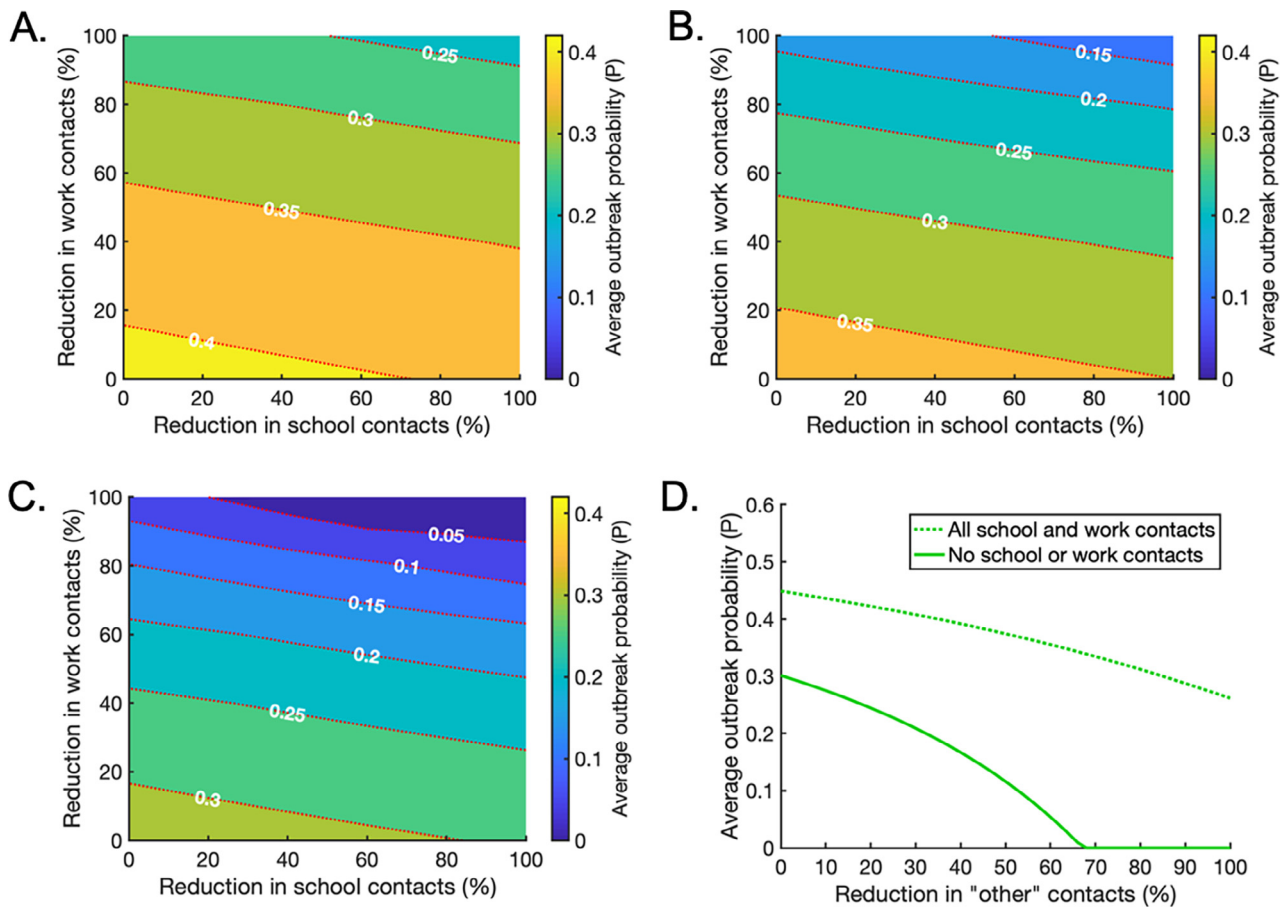 A.
100
80
60
40
20
0
Reduction in work contacts (%)
0.25
0.3
0.35
0.4
0 20 40 60 80 100
Reduction in school contacts (%)
0.4
0.3
0.2
0.1
0
Average outbreak probability (P)
B.
100
80
60
40
20
0
Reduction in work contacts (%)
0.15
0.2
0.25
0.3
0.35
0 20 40 60 80 100
Reduction in school contacts (%)
0.4
0.3
0.2
0.1
0
Average outbreak probability (P)
C.
100
80
60
40
20
0
Reduction in work contacts (%)
0.05
0.1
0.15
0.2
0.25
0.3
0 20 40 60 80 100
Reduction in school contacts (%)
0.4
0.3
0.2
0.1
0
Average outbreak probability (P)
D.
0.6
0.5
0.4
0.3
0.2
0.1
0
Average outbreak probability (P)
All school and work contacts
No school or work contacts
0 10 20 30 40 50 60 70 80 90 100
Reduction in "other" contacts (%)